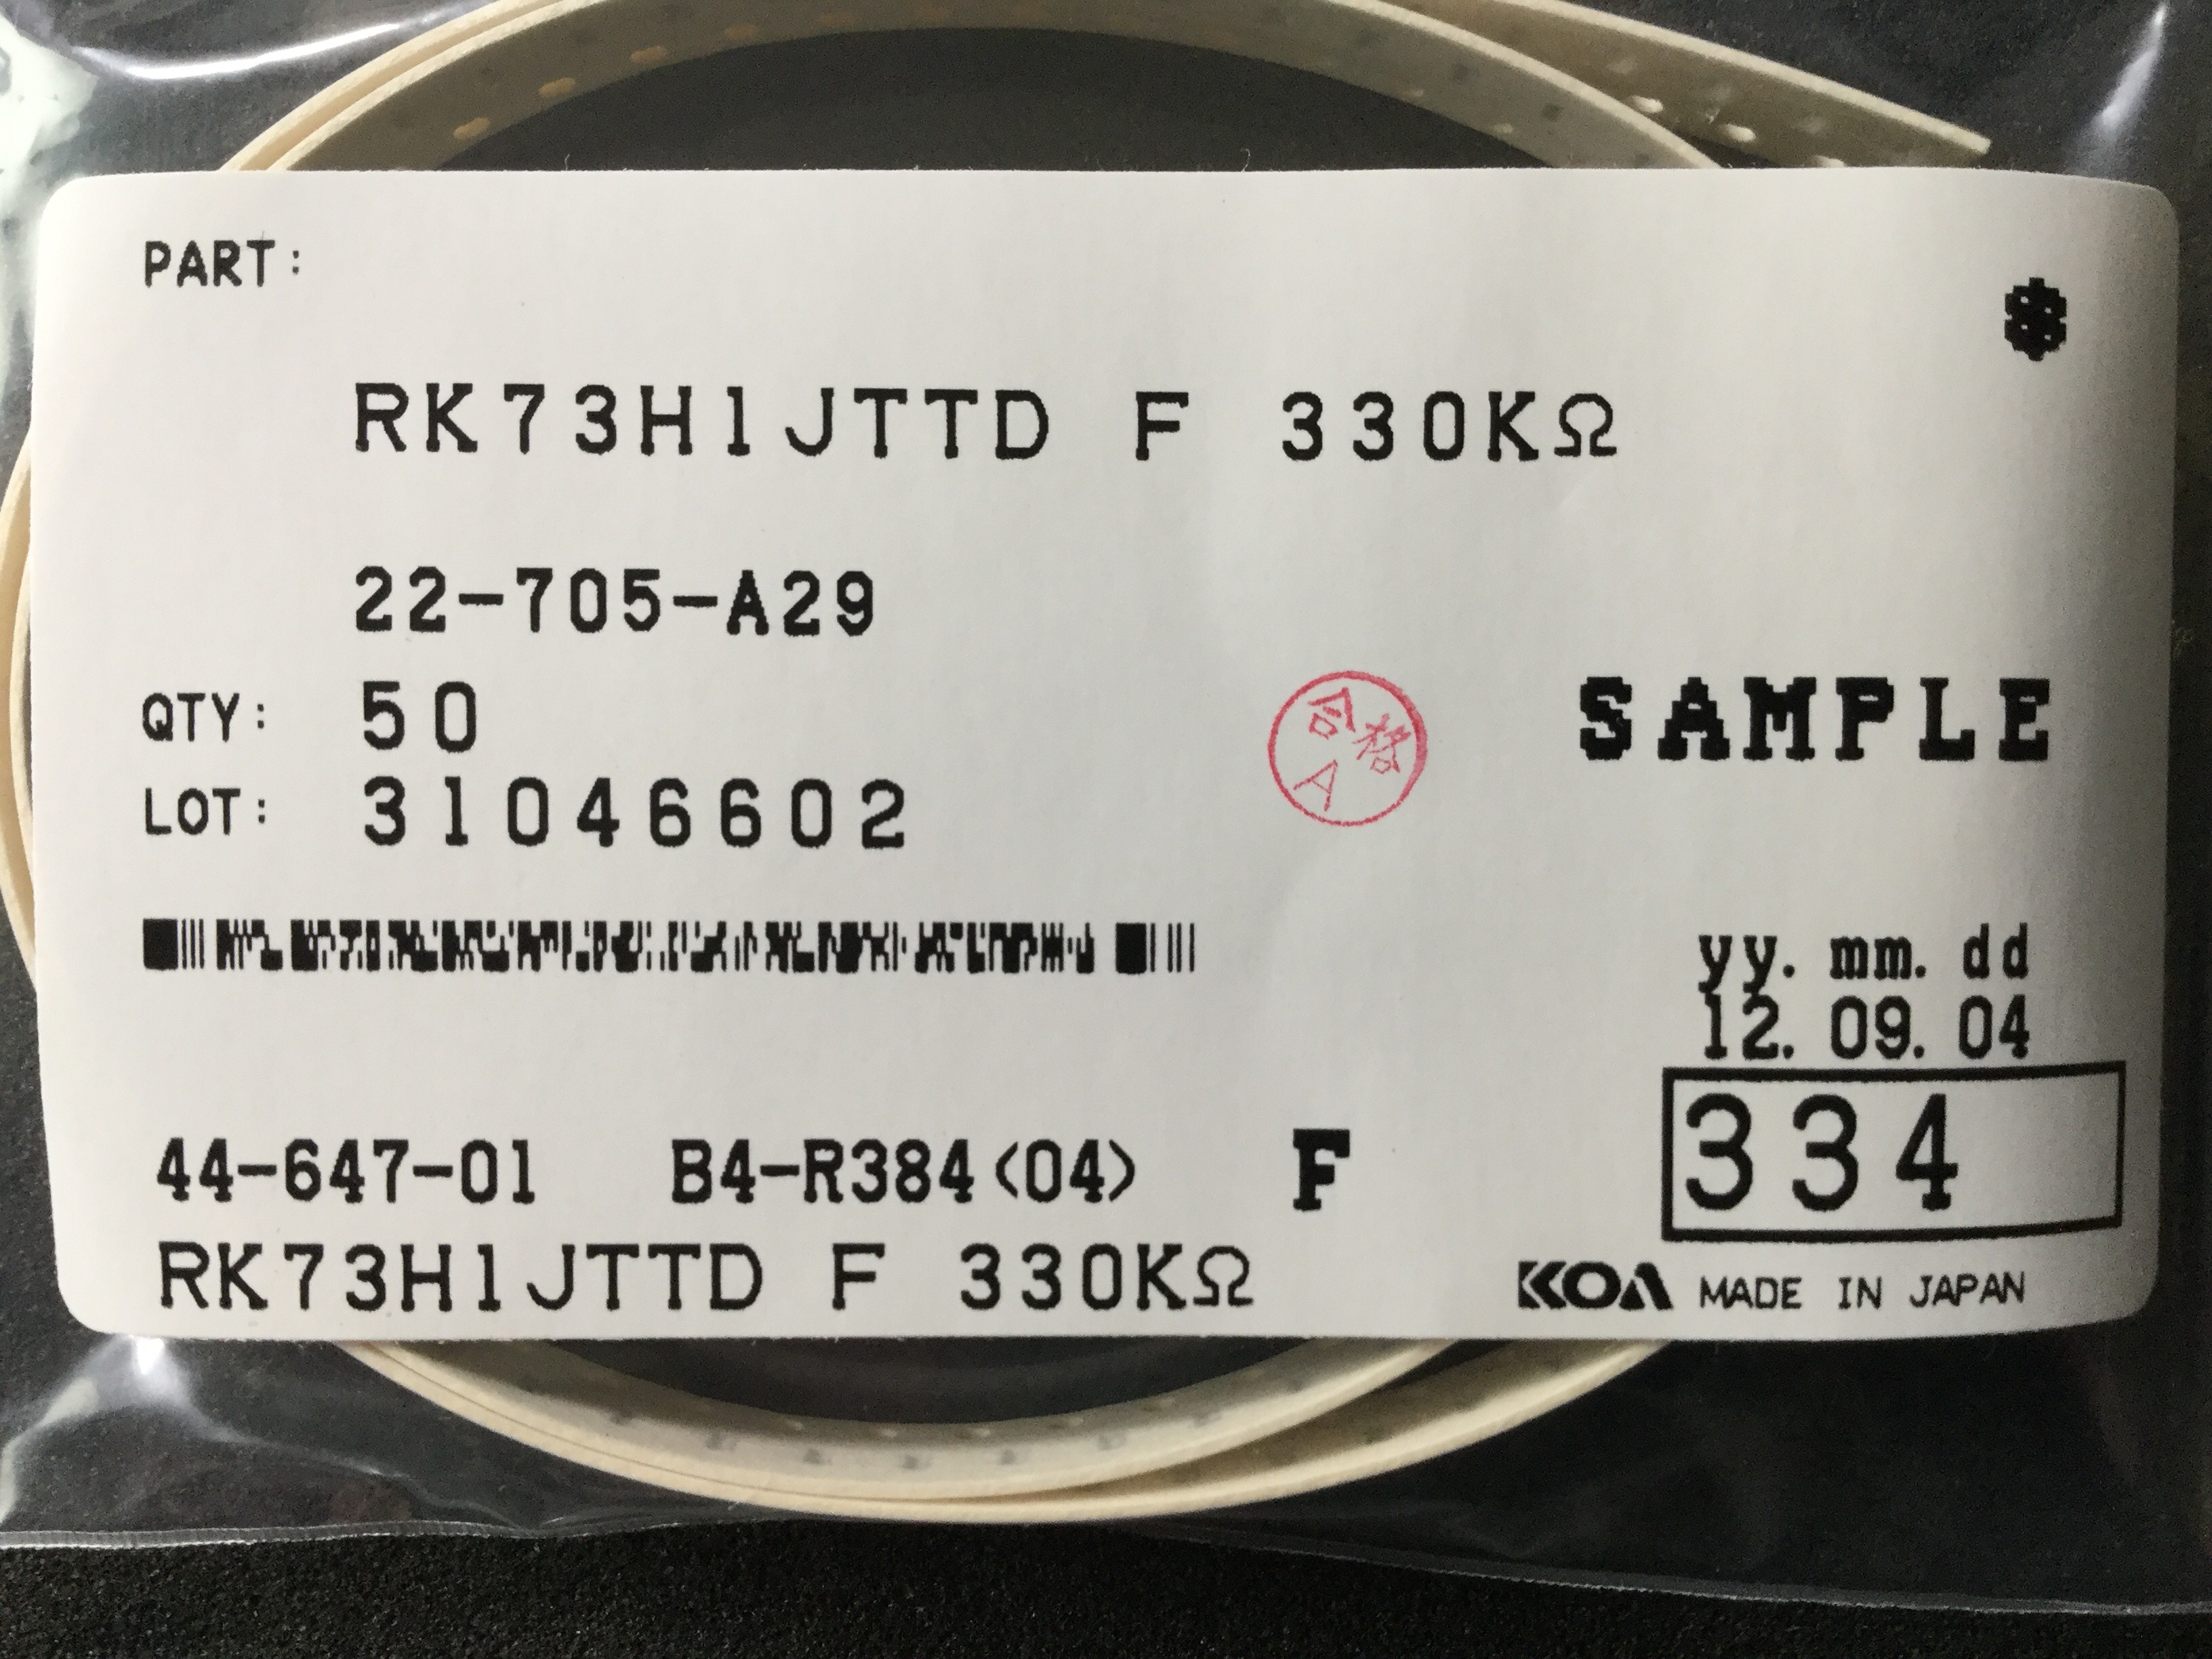 PART:
RK73H1JTTD F 330KΩ
22-705-A29
QTY: 50
合格
A
SAMPLE
LOT: 31046602
yy. mm. dd
12. 09. 04
334
44-647-01 B4-R384<04> F
RK73H1JTTD F 330KΩ
KOA MADE IN JAPAN